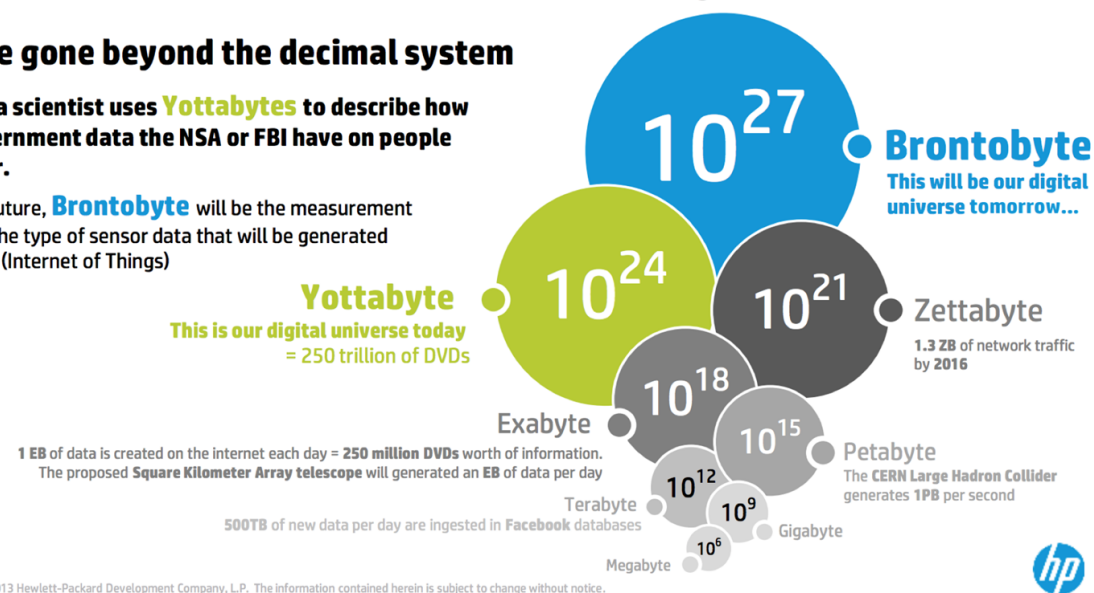 e gone beyond the decimal system
a scientist uses Yottabytes to describe how
ernment data the NSA or FBI have on people
r.
uture, Brontobyte will be the measurement
he type of sensor data that will be generated
(Internet of Things)
10^27
Brontobyte
This will be our digital
universe tomorrow...
10^24
Yottabyte
This is our digital universe today
= 250 trillion of DVDs
10^21
Zettabyte
1.3 ZB of network traffic
by 2016
10^18
Exabyte
1 EB of data is created on the internet each day = 250 million DVDs worth of information.
The proposed Square Kilometer Array telescope will generated an EB of data per day
10^15
Petabyte
The CERN Large Hadron Collider
generates 1PB per second
10^12
Terabyte
500TB of new data per day are ingested in Facebook databases
10^9
Gigabyte
10^6
Megabyte
hp
13 Hewlett-Packard Development Company, L.P. The information contained herein is subject to change without notice.